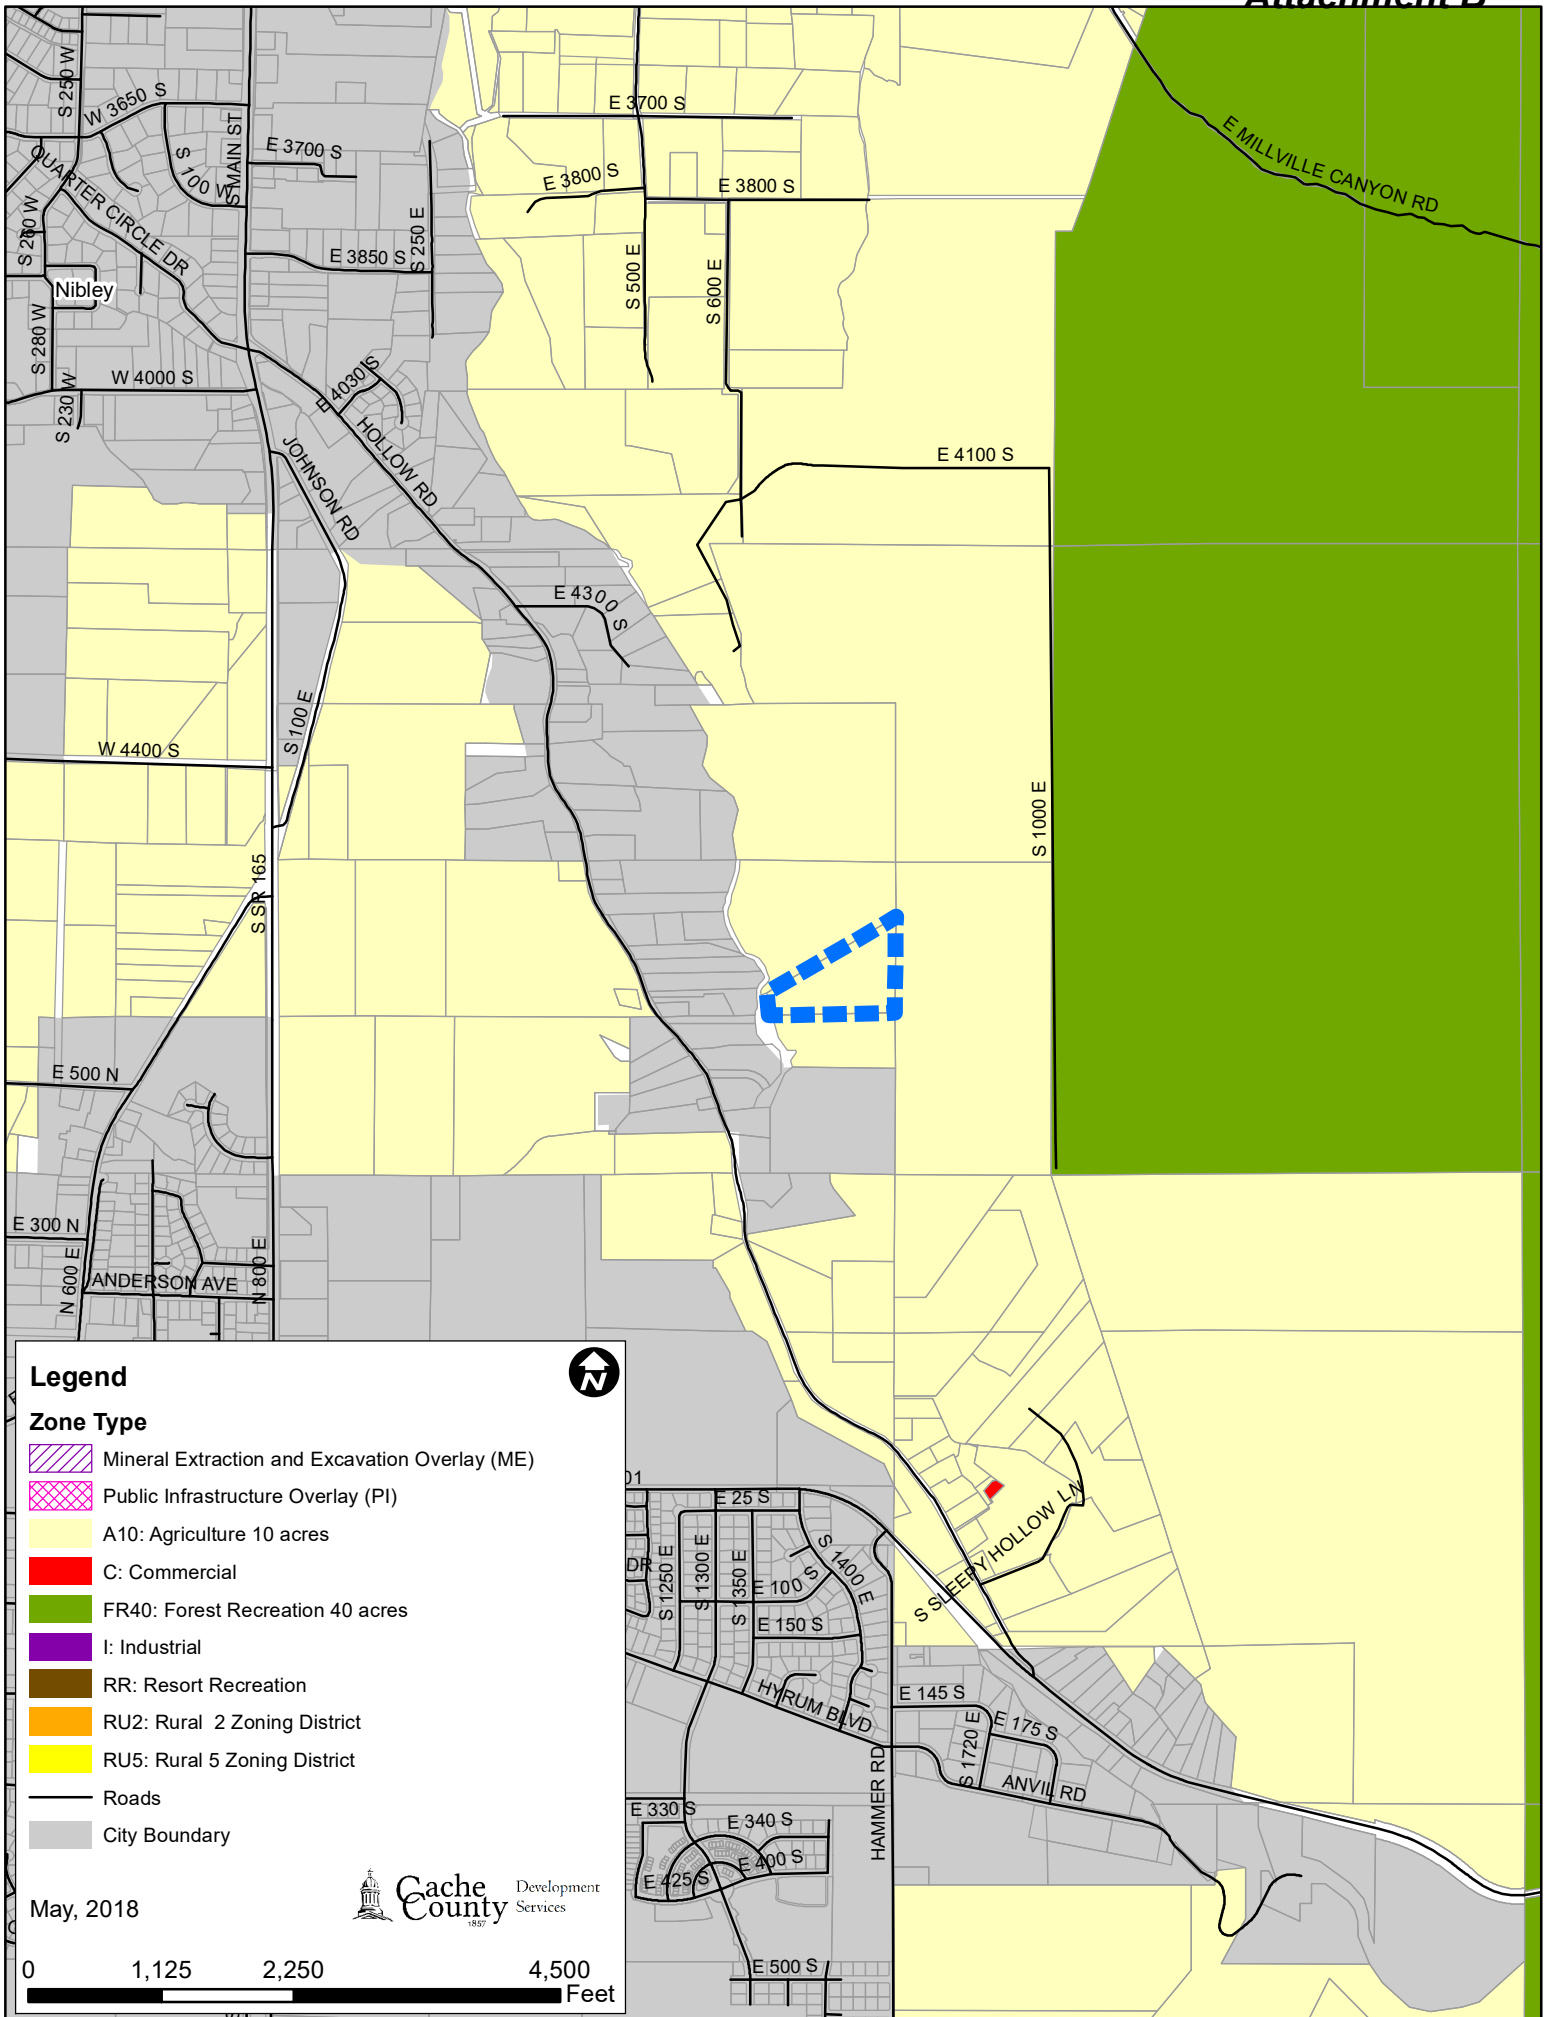 Attachment B
S 250 W
W 3650 S
S MAIN ST
E 3700 S
S 100 W
QUARTER CIRCLE DR
S 260 W
Nibley
E 3850 S
S 250 E
S 280 W
W 4000 S
S 230 W
E 4030 S
HOLLOW RD
JOHNSON RD
E 3700 S
E 3800 S
E 3800 S
S 500 E
S 600 E
E MILLVILLE CANYON RD
E 4100 S
E 4300 S
S 100 E
W 4400 S
S 1000 E
S SR 165
E 500 N
E 300 N
N 600 E
ANDERSON AVE
N 800 E
Legend
N
Zone Type
Mineral Extraction and Excavation Overlay (ME)
Public Infrastructure Overlay (PI)
A10: Agriculture 10 acres
C: Commercial
FR40: Forest Recreation 40 acres
I: Industrial
RR: Resort Recreation
RU2: Rural  2 Zoning District
RU5: Rural 5 Zoning District
Roads
City Boundary
May, 2018
Cache
County
1857
Development
Services
0 1,125 2,250 4,500
Feet
01
E 25 S
DR
S 1250 E
S 1300 E
S 1350 E
E 100 S
S 1400 E
E 150 S
S SLEEPY HOLLOW LN
HYRUM BLVD
E 145 S
E 175 S
S 1720 E
ANVIL RD
HAMMER RD
E 330 S
E 340 S
E 400 S
E 425 S
E 500 S